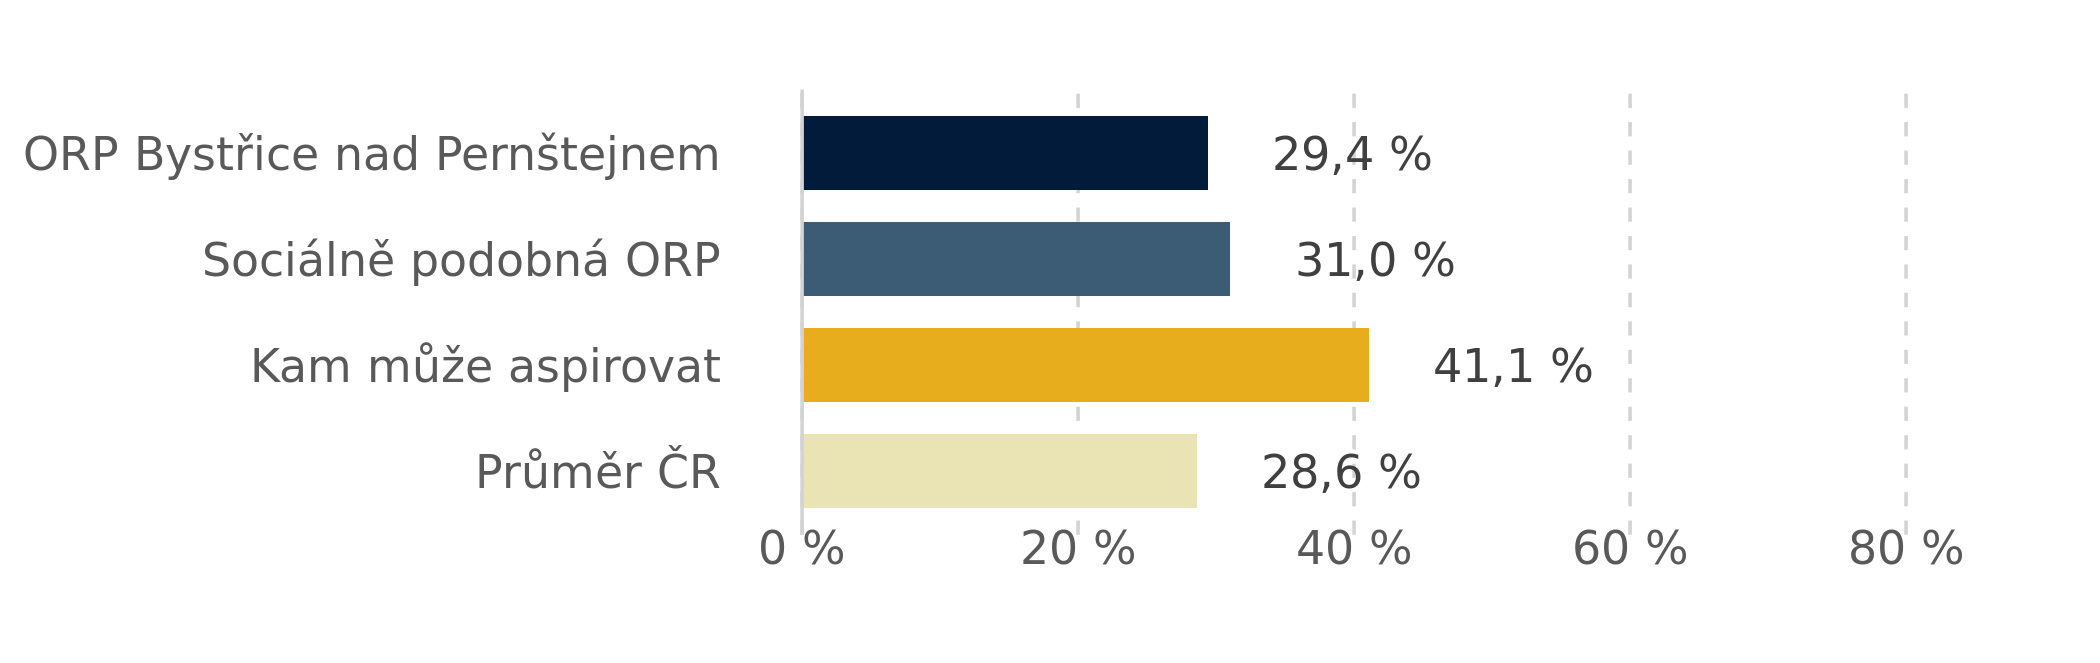 ORP Bystřice nad Pernštejnem 29,4 %
Sociálně podobná ORP 31,0 %
Kam může aspirovat 41,1 %
Průměr ČR 28,6 %
0 % 20 % 40 % 60 % 80 %